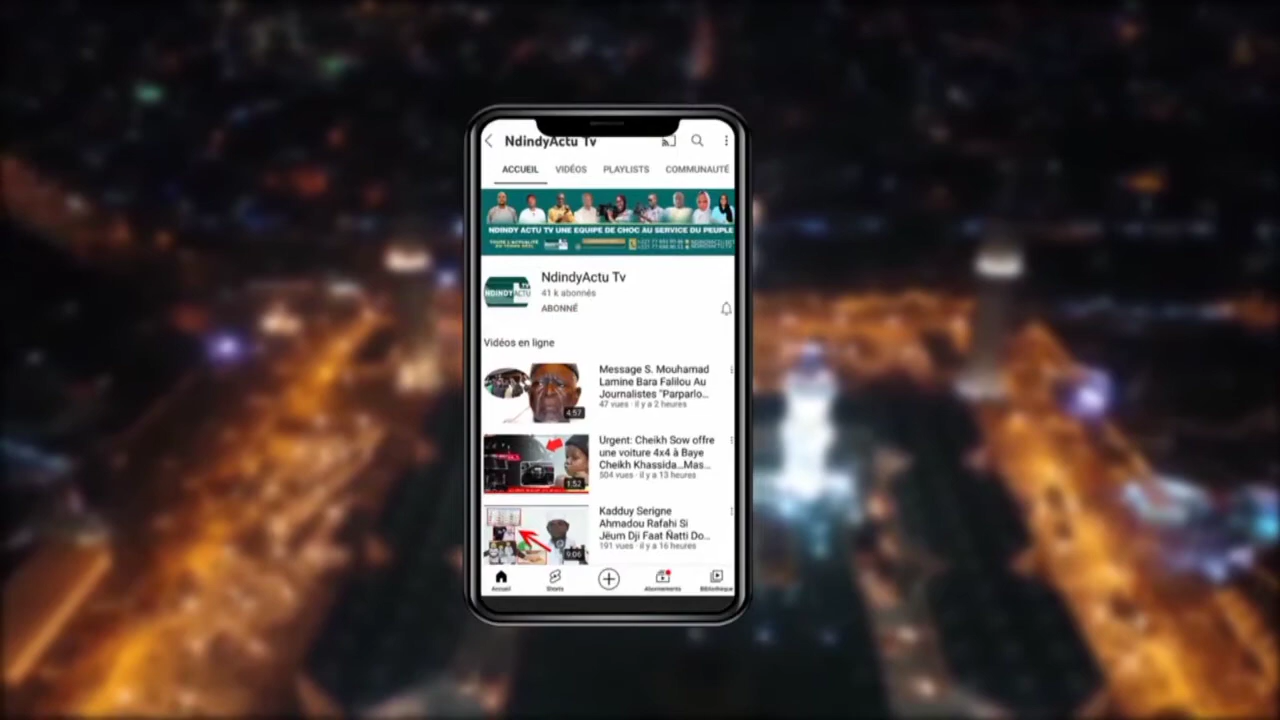 NdindyActu Tv
ACCUEIL VIDÉOS PLAYLISTS COMMUNAUTÉ
NDINDY ACTU TV UNE EQUIPE DE CHOC AU SERVICE DU PEUPLE
TOUTE L'ACTUALITÉ
NDINDYACTU TV
NdindyActu Tv
41 k abonnés
ABONNÉ
Vidéos en ligne
Message S. Mouhamad
Lamine Bara Falilou Au
Journalistes "Parparlo...
47 vues · il y a 2 heures
4:57
Urgent: Cheikh Sow offre
une voiture 4x4 à Baye
Cheikh Khassida...Mas...
504 vues · il y a 13 heures
1:52
Kadduy Serigne
Ahmadou Rafahi Si
Jëum Dji Faat Ñatti Do...
191 vues · il y a 16 heures
9:06
Accueil Shorts Abonnements Bibliothèque